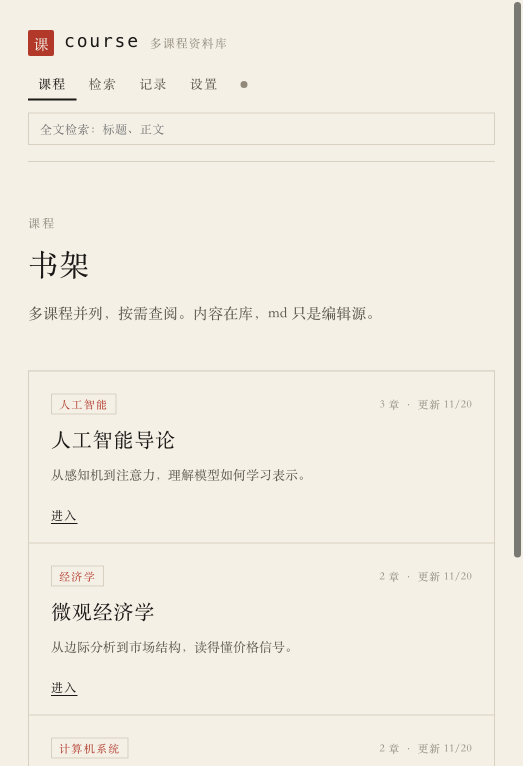 课 course 多课程资料库
课程 检索 记录 设置
全文检索：标题、正文
课程
书架
多课程并列，按需查阅。内容在库，md 只是编辑源。
人工智能 3 章 · 更新 11/20
人工智能导论
从感知机到注意力，理解模型如何学习表示。
进入
经济学 2 章 · 更新 11/20
微观经济学
从边际分析到市场结构，读得懂价格信号。
进入
计算机系统 2 章 · 更新 11/20